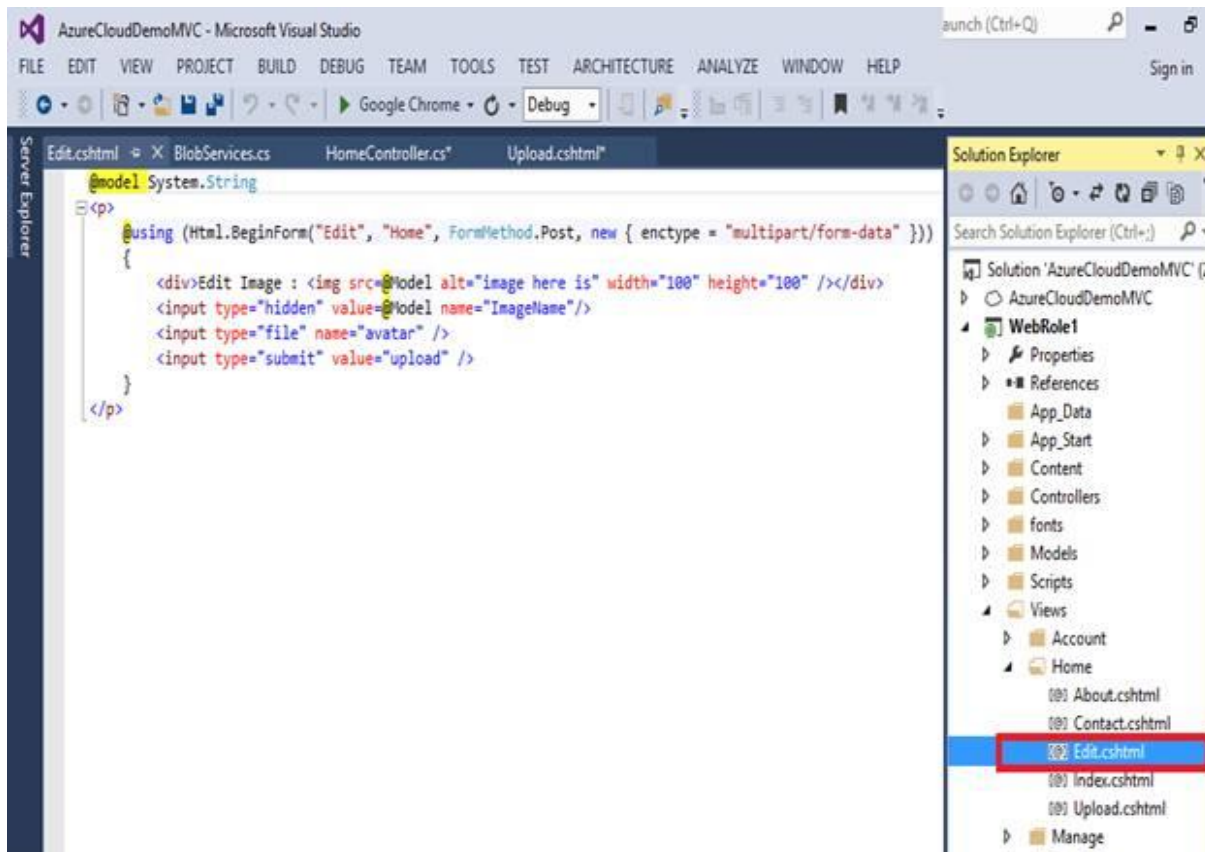 AzureCloudDemoMVC - Microsoft Visual Studio
aunch (Ctrl+Q)
FILE EDIT VIEW PROJECT BUILD DEBUG TEAM TOOLS TEST ARCHITECTURE ANALYZE WINDOW HELP
Sign in
Google Chrome Debug
Server Explorer
Edit.cshtml BlobServices.cs HomeController.cs* Upload.cshtml*
@model System.String
<p>
@using (Html.BeginForm("Edit", "Home", FormMethod.Post, new { enctype = "multipart/form-data" }))
{
<div>Edit Image : <img src=@Model alt="image here is" width="100" height="100" /></div>
<input type="hidden" value=@Model name="ImageName"/>
<input type="file" name="avatar" />
<input type="submit" value="upload" />
}
</p>
Solution Explorer
Search Solution Explorer (Ctrl+;)
Solution 'AzureCloudDemoMVC' (
AzureCloudDemoMVC
WebRole1
Properties
References
App_Data
App_Start
Content
Controllers
fonts
Models
Scripts
Views
Account
Home
About.cshtml
Contact.cshtml
Edit.cshtml
Index.cshtml
Upload.cshtml
Manage